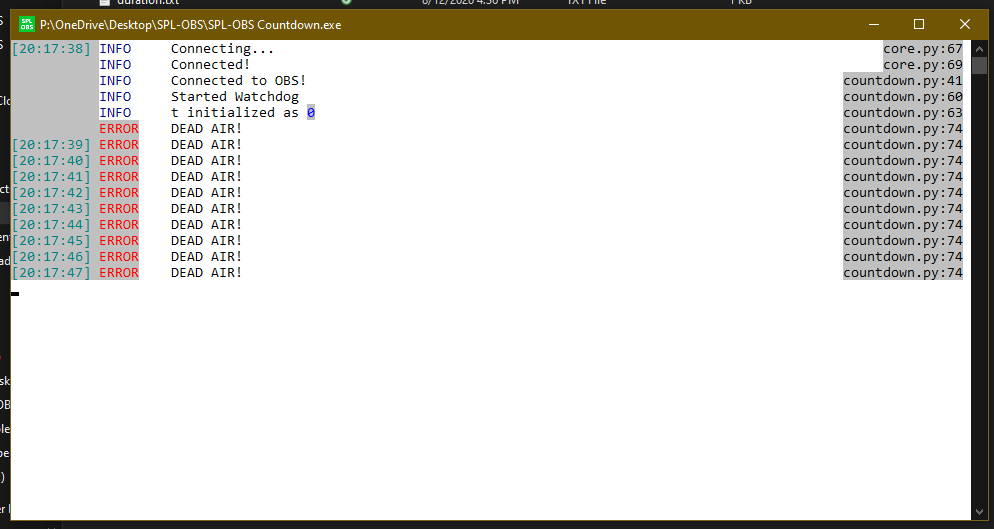 duration.txt 8/12/2020 4:30 PM TXT File 1 KB
SPL OBS P:\OneDrive\Desktop\SPL-OBS\SPL-OBS Countdown.exe
[20:17:38] INFO Connecting... core.py:67
INFO Connected! core.py:69
INFO Connected to OBS! countdown.py:41
INFO Started Watchdog countdown.py:60
INFO t initialized as 0 countdown.py:63
ERROR DEAD AIR! countdown.py:74
[20:17:39] ERROR DEAD AIR! countdown.py:74
[20:17:40] ERROR DEAD AIR! countdown.py:74
[20:17:41] ERROR DEAD AIR! countdown.py:74
[20:17:42] ERROR DEAD AIR! countdown.py:74
[20:17:43] ERROR DEAD AIR! countdown.py:74
[20:17:44] ERROR DEAD AIR! countdown.py:74
[20:17:45] ERROR DEAD AIR! countdown.py:74
[20:17:46] ERROR DEAD AIR! countdown.py:74
[20:17:47] ERROR DEAD AIR! countdown.py:74